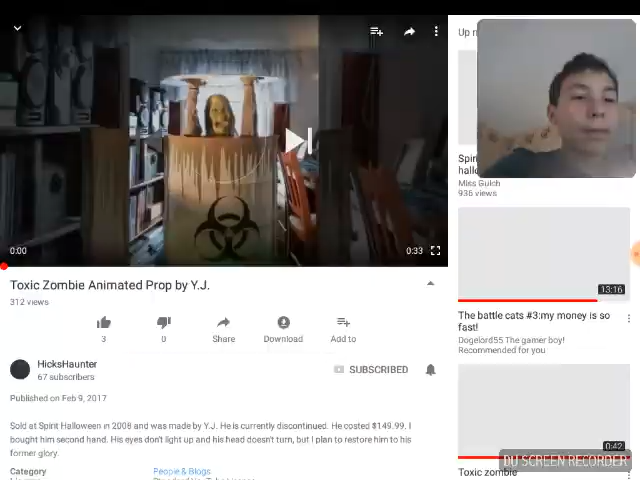 Up n
0:00
0:33
Toxic Zombie Animated Prop by Y.J.
312 views
3
0
Share
Download
Add to
HicksHaunter
67 subscribers
SUBSCRIBED
Published on Feb 9, 2017
Sold at Spirit Halloween in 2008 and was made by Y.J. He is currently discontinued. He costed $149.99. I
bought him second hand. His eyes don't light up and his head doesn't turn, but I plan to restore him to his
former glory.
Category
People & Blogs
Spiri
hallo
Miss Gulch
936 views
13:16
The battle cats #3:my money is so
fast!
Dogelord55 The gamer boy!
Recommended for you
0:42
DU SCREEN RECORDER
Toxic zombie